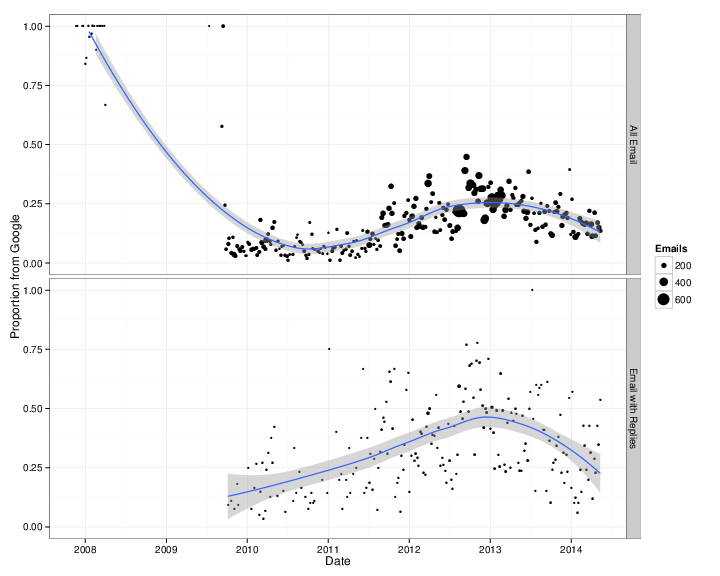 1.00
0.75
0.50
0.25
0.00
All Email
1.00
0.75
0.50
0.25
0.00
Email with Replies
Proportion from Google
2008 2009 2010 2011 2012 2013 2014
Date
Emails
200
400
600